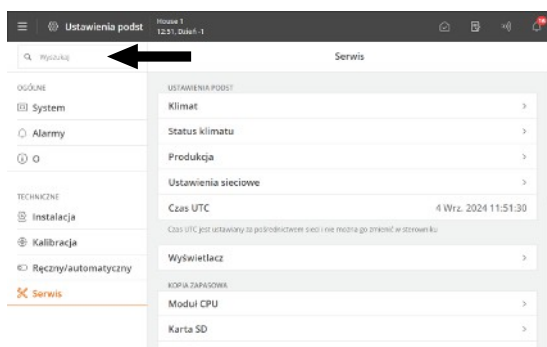 Ustawienia podst
House 1
12:51, Dzień -1
Wyszukaj
Serwis
OGÓLNE
System
Alarmy
O
TECHNICZNE
Instalacja
Kalibracja
Ręczny/automatyczny
Serwis
USTAWIENIA PODST
Klimat
Status klimatu
Produkcja
Ustawienia sieciowe
Czas UTC 4 Wrz. 2024 11:51:30
Czas UTC jest ustawiany za pośrednictwem sieci i nie można go zmienić w sterowniku
Wyświetlacz
KOPIA ZAPASOWA
Moduł CPU
Karta SD